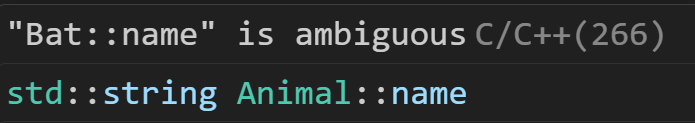 "Bat::name" is ambiguous C/C++(266)
std::string Animal::name